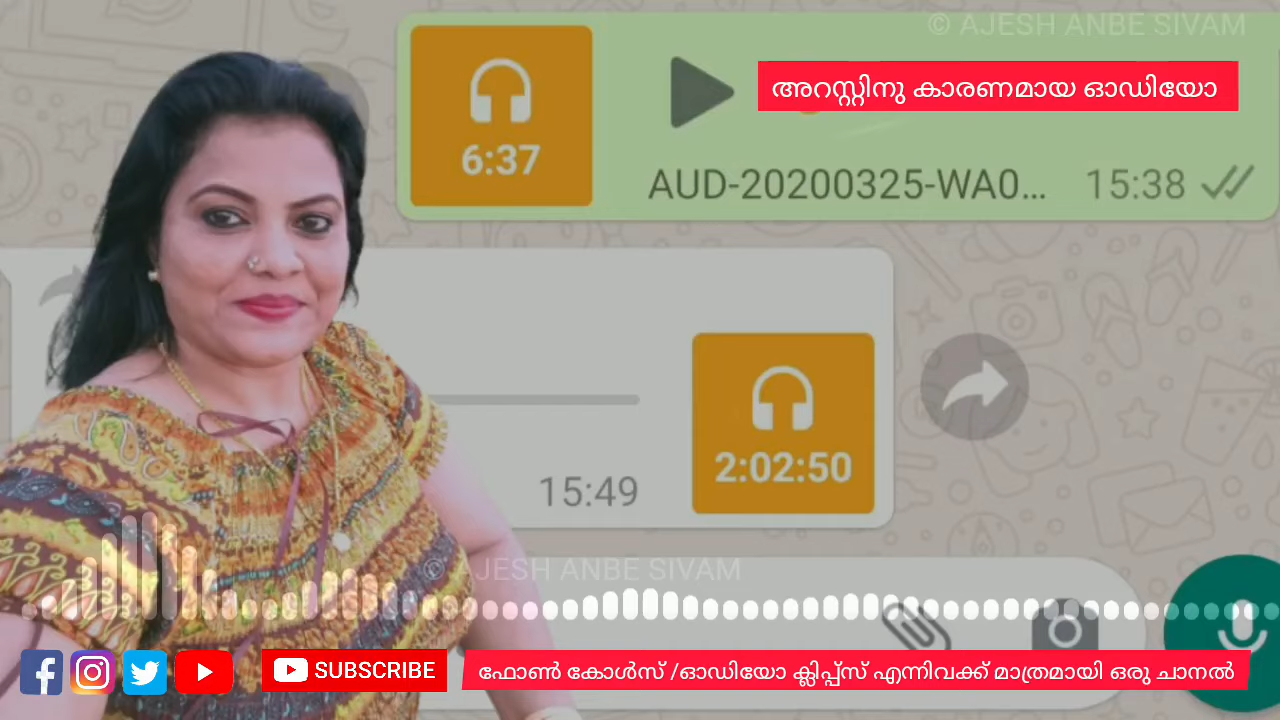 © AJESH ANBE SIVAM
അറസ്റ്റിനു കാരണമായ ഓഡിയോ
6:37
AUD-20200325-WA0... 15:38
15:49
2:02:50
© AJESH ANBE SIVAM
SUBSCRIBE
ഫോൺ കോൾസ് /ഓഡിയോ ക്ലിപ്പ്സ് എന്നിവക്ക് മാത്രമായി ഒരു ചാനൽ